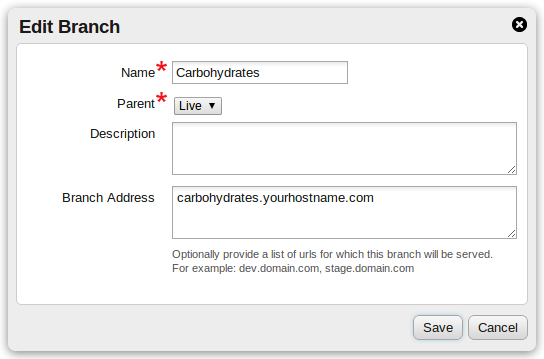 Edit Branch
Name* Carbohydrates
Parent* Live ▼
Description
Branch Address carbohydrates.yourhostname.com
Optionally provide a list of urls for which this branch will be served.
For example: dev.domain.com, stage.domain.com
Save Cancel